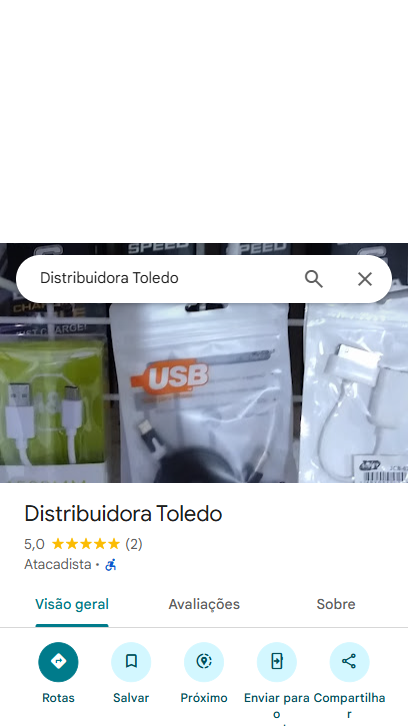 SPEED
SPEED
Distribuidora Toledo
USB
Distribuidora Toledo
5,0 (2)
Atacadista ·
Visão geral
Avaliações
Sobre
Rotas
Salvar
Próximo
Enviar para
o
Compartilha
r